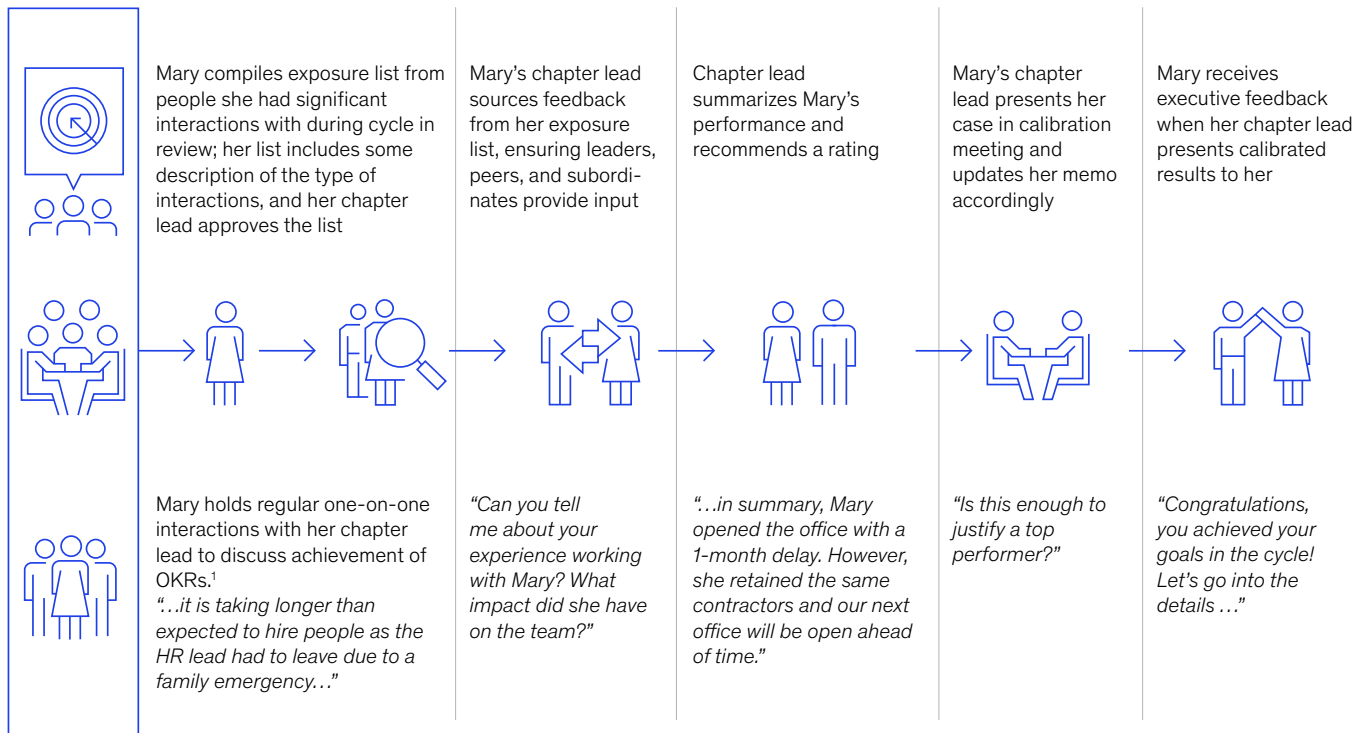 Mary compiles exposure list from
people she had significant
interactions with during cycle in
review; her list includes some
description of the type of
interactions, and her chapter
lead approves the list
Mary’s chapter lead
sources feedback
from her exposure
list, ensuring leaders,
peers, and subordi-
nates provide input
Chapter lead
summarizes Mary’s
performance and
recommends a rating
Mary’s chapter
lead presents her
case in calibration
meeting and
updates her memo
accordingly
Mary receives
executive feedback
when her chapter lead
presents calibrated
results to her
Mary holds regular one-on-one
interactions with her chapter
lead to discuss achievement of
OKRs.¹
“…it is taking longer than
expected to hire people as the
HR lead had to leave due to a
family emergency…”
“Can you tell
me about your
experience working
with Mary? What
impact did she have
on the team?”
“…in summary, Mary
opened the office with a
1-month delay. However,
she retained the same
contractors and our next
office will be open ahead
of time.”
“Is this enough to
justify a top
performer?”
“Congratulations,
you achieved your
goals in the cycle!
Let’s go into the
details …”